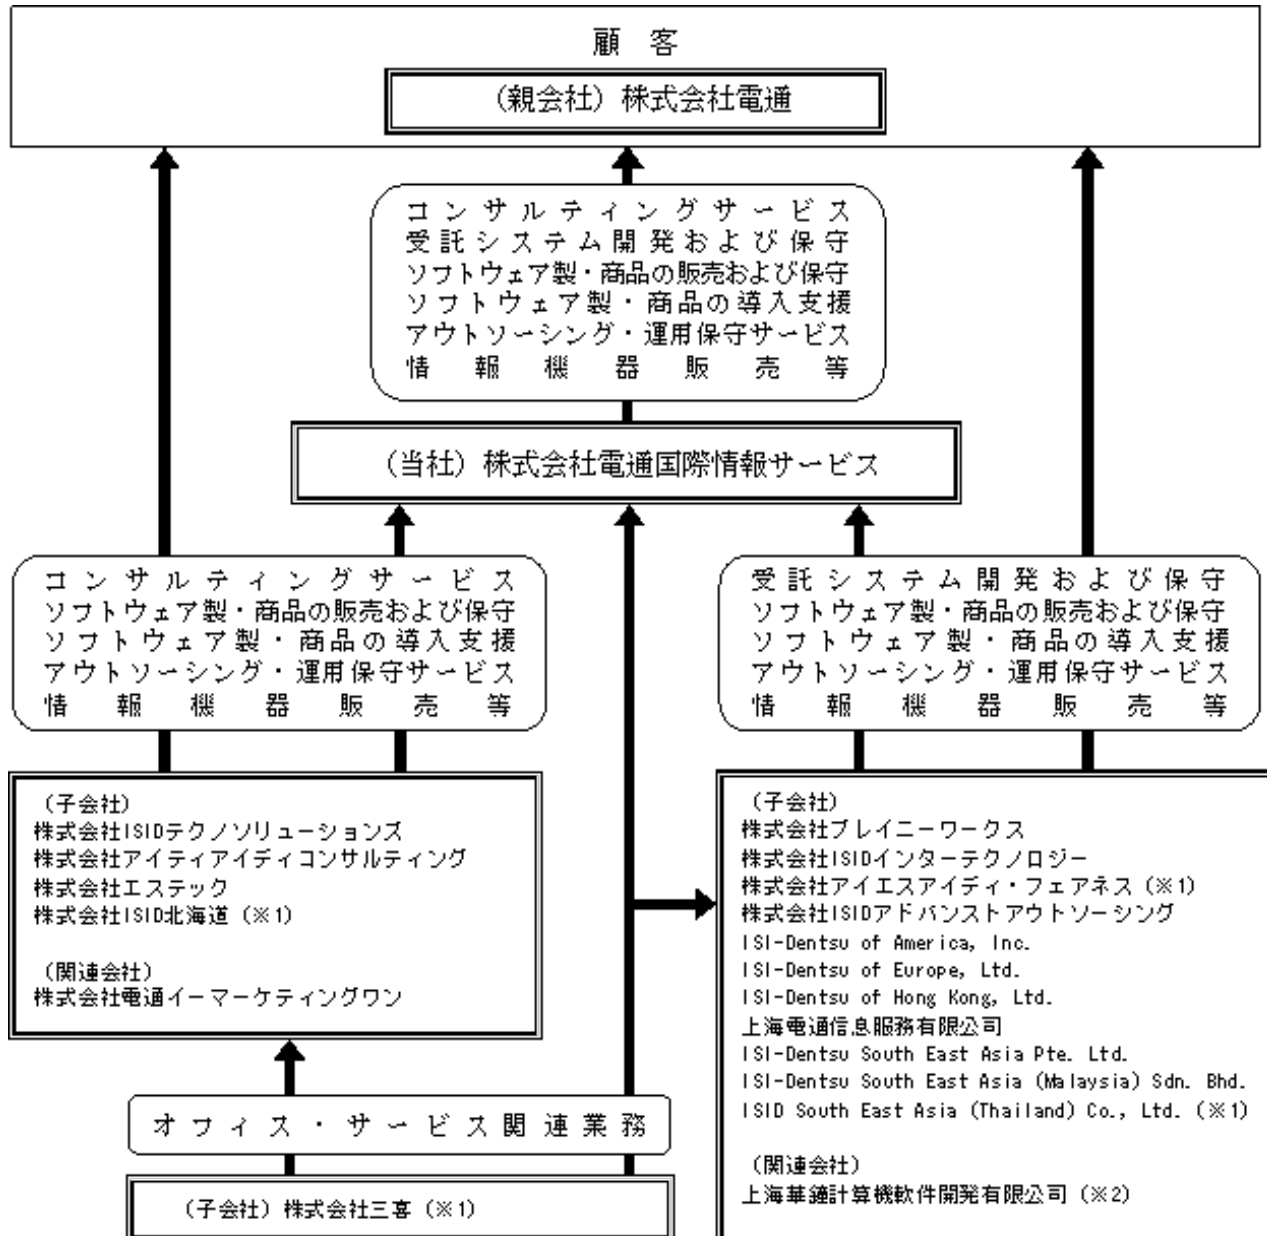 顧客
(親会社) 株式会社電通
コンサルティングサービス
受託システム開発および保守
ソフトウェア製・商品の販売および保守
ソフトウェア製・商品の導入支援
アウトソーシング・運用保守サービス
情報機器販売等
(当社) 株式会社電通国際情報サービス
コンサルティングサービス
ソフトウェア製・商品の販売および保守
ソフトウェア製・商品の導入支援
アウトソーシング・運用保守サービス
情報機器販売等
受託システム開発および保守
ソフトウェア製・商品の販売および保守
ソフトウェア製・商品の導入支援
アウトソーシング・運用保守サービス
情報機器販売等
(子会社)
株式会社ISIDテクノソリューションズ
株式会社アイティアイディコンサルティング
株式会社エステック
株式会社ISID北海道 (※1)
(関連会社)
株式会社電通イーマーケティングワン
(子会社)
株式会社ブレイニーワークス
株式会社ISIDインターテクノロジー
株式会社アイエスアイディ・フェアネス (※1)
株式会社ISIDアドバンストアウトソーシング
ISI-Dentsu of America, Inc.
ISI-Dentsu of Europe, Ltd.
ISI-Dentsu of Hong Kong, Ltd.
上海電通信息服務有限公司
ISI-Dentsu South East Asia Pte. Ltd.
ISI-Dentsu South East Asia (Malaysia) Sdn. Bhd.
ISID South East Asia (Thailand) Co., Ltd. (※1)
(関連会社)
上海華鐘計算機軟件開発有限公司 (※2)
オフィス・サービス関連業務
(子会社) 株式会社三喜 (※1)